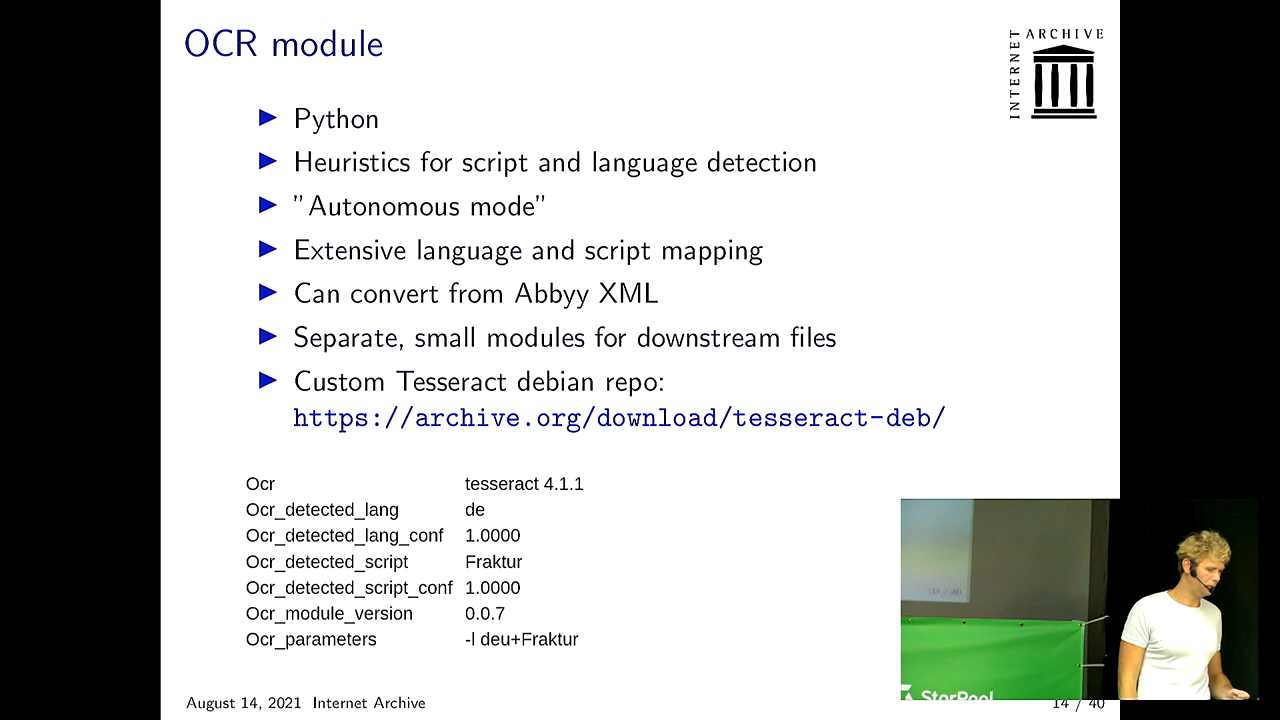 OCR module
INTERNET ARCHIVE
Python
Heuristics for script and language detection
"Autonomous mode"
Extensive language and script mapping
Can convert from Abbyy XML
Separate, small modules for downstream files
Custom Tesseract debian repo:
https://archive.org/download/tesseract-deb/
Ocr tesseract 4.1.1
Ocr_detected_lang de
Ocr_detected_lang_conf 1.0000
Ocr_detected_script Fraktur
Ocr_detected_script_conf 1.0000
Ocr_module_version 0.0.7
Ocr_parameters -l deu+Fraktur
StorPool
August 14, 2021 Internet Archive
14 / 40